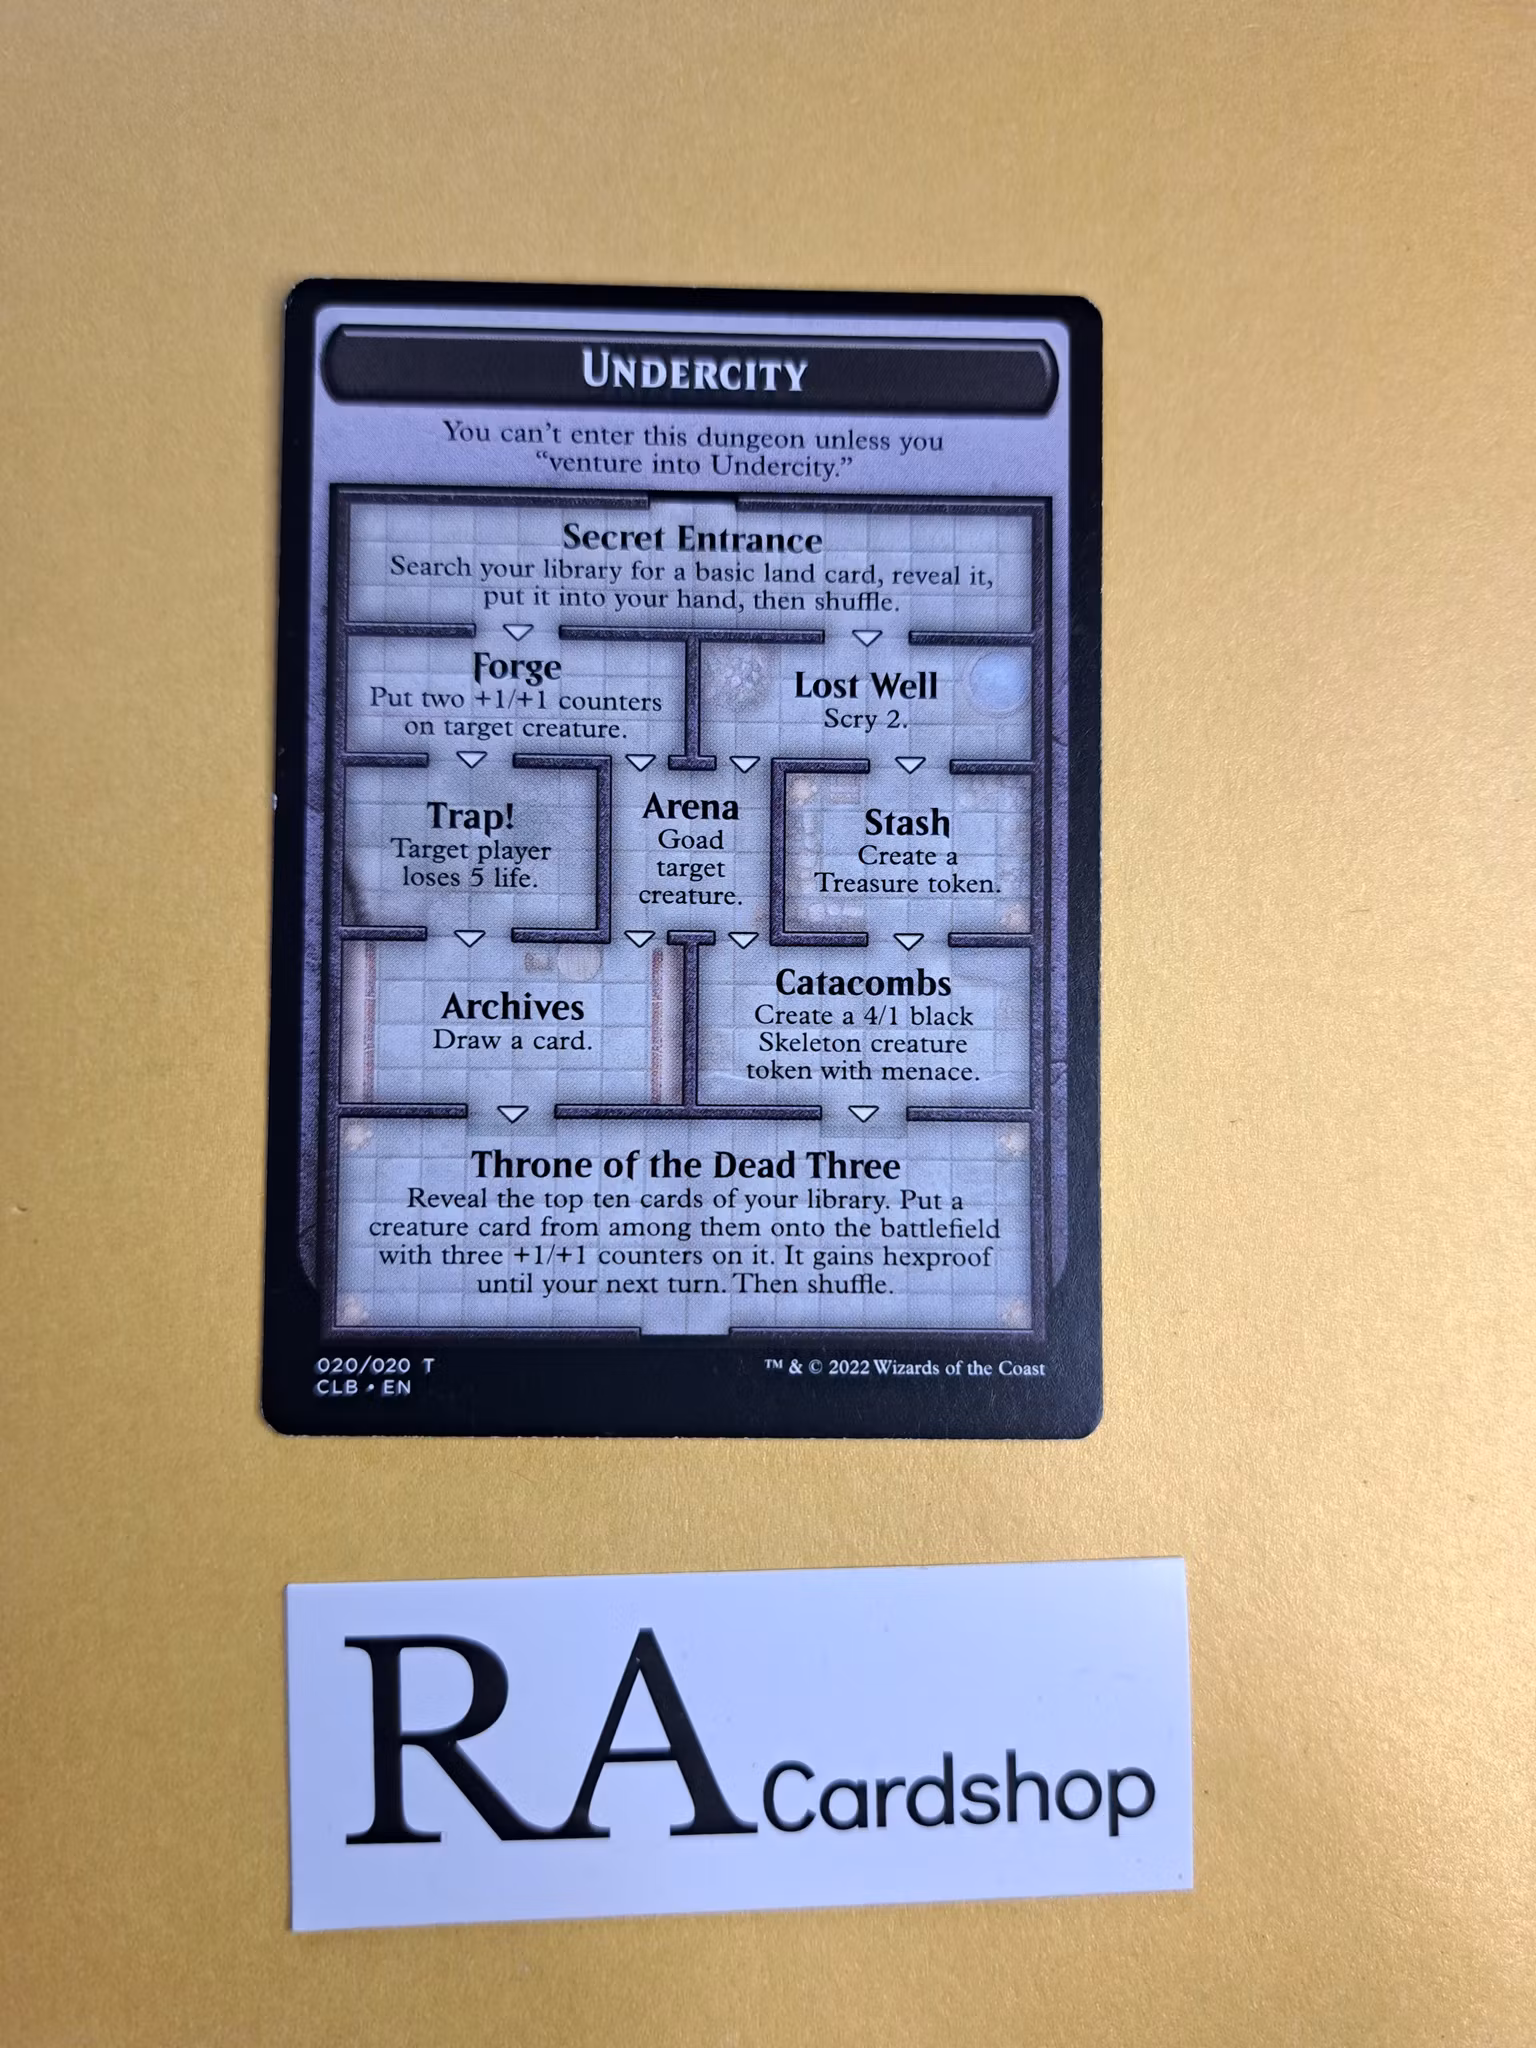 UNDERCITY
You can't enter this dungeon unless you
“venture into Undercity.”
Secret Entrance
Search your library for a basic land card, reveal it,
put it into your hand, then shuffle.
Forge
Put two +1/+1 counters
on target creature.
Lost Well
Scry 2.
Trap!
Target player
loses 5 life.
Arena
Goad
target
creature.
Stash
Create a
Treasure token.
Archives
Draw a card.
Catacombs
Create a 4/1 black
Skeleton creature
token with menace.
Throne of the Dead Three
Reveal the top ten cards of your library. Put a
creature card from among them onto the battlefield
with three +1/+1 counters on it. It gains hexproof
until your next turn. Then shuffle.
020/020 T
CLB • EN
™ & © 2022 Wizards of the Coast
RA Cardshop